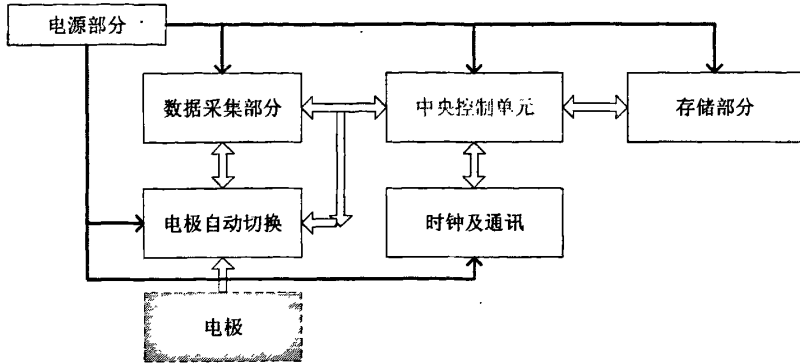 电源部分
数据采集部分
中央控制单元
存储部分
电极自动切换
时钟及通讯
电极